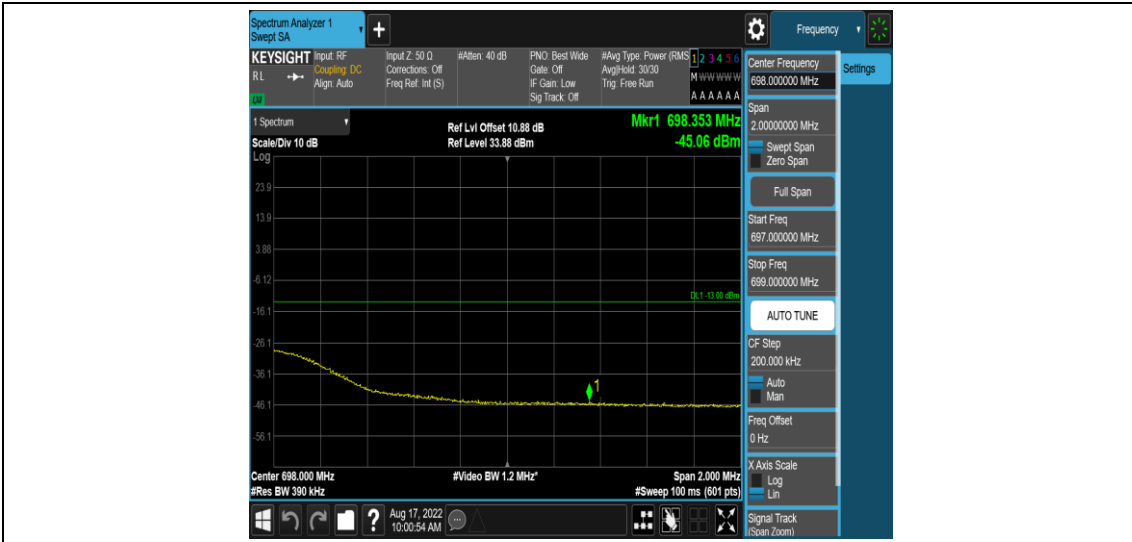 Spectrum Analyzer 1
Swept SA
+
Frequency
KEYSIGHT
RL
LXI
Input: RF
Coupling: DC
Align: Auto
Input Z: 50 Ω
Corrections: Off
Freq Ref: Int (S)
#Atten: 40 dB
PNO: Best Wide
Gate: Off
IF Gain: Low
Sig Track: Off
#Avg Type: Power (RMS
Avg|Hold: 30/30
Trig: Free Run
1 2 3 4 5 6
M W W W W W
A A A A A A
1 Spectrum
Scale/Div 10 dB
Ref Lvl Offset 10.88 dB
Ref Level 33.88 dBm
Mkr1 698.353 MHz
-45.06 dBm
Log
23.9
13.9
3.88
-6.12
-16.1
-26.1
-36.1
-46.1
-56.1
DL1 -13.00 dBm
1
Center 698.000 MHz
#Res BW 390 kHz
#Video BW 1.2 MHz*
Span 2.000 MHz
#Sweep 100 ms (601 pts)
?
Aug 17, 2022
10:00:54 AM
Center Frequency
698.000000 MHz
Span
2.00000000 MHz
Swept Span
Zero Span
Full Span
Start Freq
697.000000 MHz
Stop Freq
699.000000 MHz
AUTO TUNE
CF Step
200.000 kHz
Auto
Man
Freq Offset
0 Hz
X Axis Scale
Log
Lin
Signal Track
(Span Zoom)
Settings